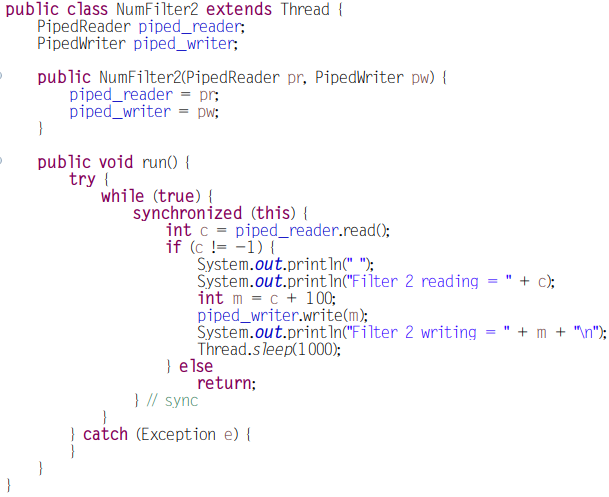 public class NumFilter2 extends Thread {
    PipedReader piped_reader;
    PipedWriter piped_writer;

    public NumFilter2(PipedReader pr, PipedWriter pw) {
        piped_reader = pr;
        piped_writer = pw;
    }

    public void run() {
        try {
            while (true) {
                synchronized (this) {
                    int c = piped_reader.read();
                    if (c != -1) {
                        System.out.println(" ");
                        System.out.println("Filter 2 reading = " + c);
                        int m = c + 100;
                        piped_writer.write(m);
                        System.out.println("Filter 2 writing = " + m + "\n");
                        Thread.sleep(1000);
                    } else
                        return;
                } // sync
            }
        } catch (Exception e) {
        }
    }
}